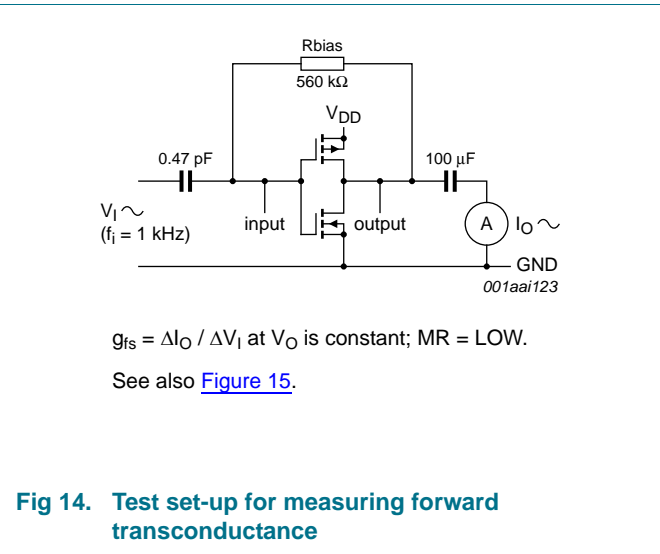 Rbias
560 kΩ
VDD
0.47 pF
100 μF
VI
(fi = 1 kHz)
input
output
A
IO
GND
001aai123
gfs = ΔIO / ΔVI at VO is constant; MR = LOW.
See also Figure 15.
Fig 14. Test set-up for measuring forward
transconductance